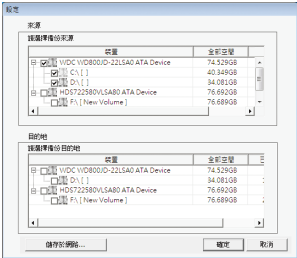 設定
來源
請選擇備份來源
裝置 全部空間
WDC WD800JD-22LSA0 ATA Device 74.529GB
C:\ [ ] 40.349GB
D:\ [ ] 34.081GB
HDS722580VLSA80 ATA Device 76.692GB
F:\ [ New Volume ] 76.689GB
目的地
請選擇備份目的地
裝置 全部空間
WDC WD800JD-22LSA0 ATA Device 74.529GB
D:\ [ ] 34.081GB
HDS722580VLSA80 ATA Device 76.692GB
F:\ [ New Volume ] 76.689GB
儲存於網路... 確定 取消